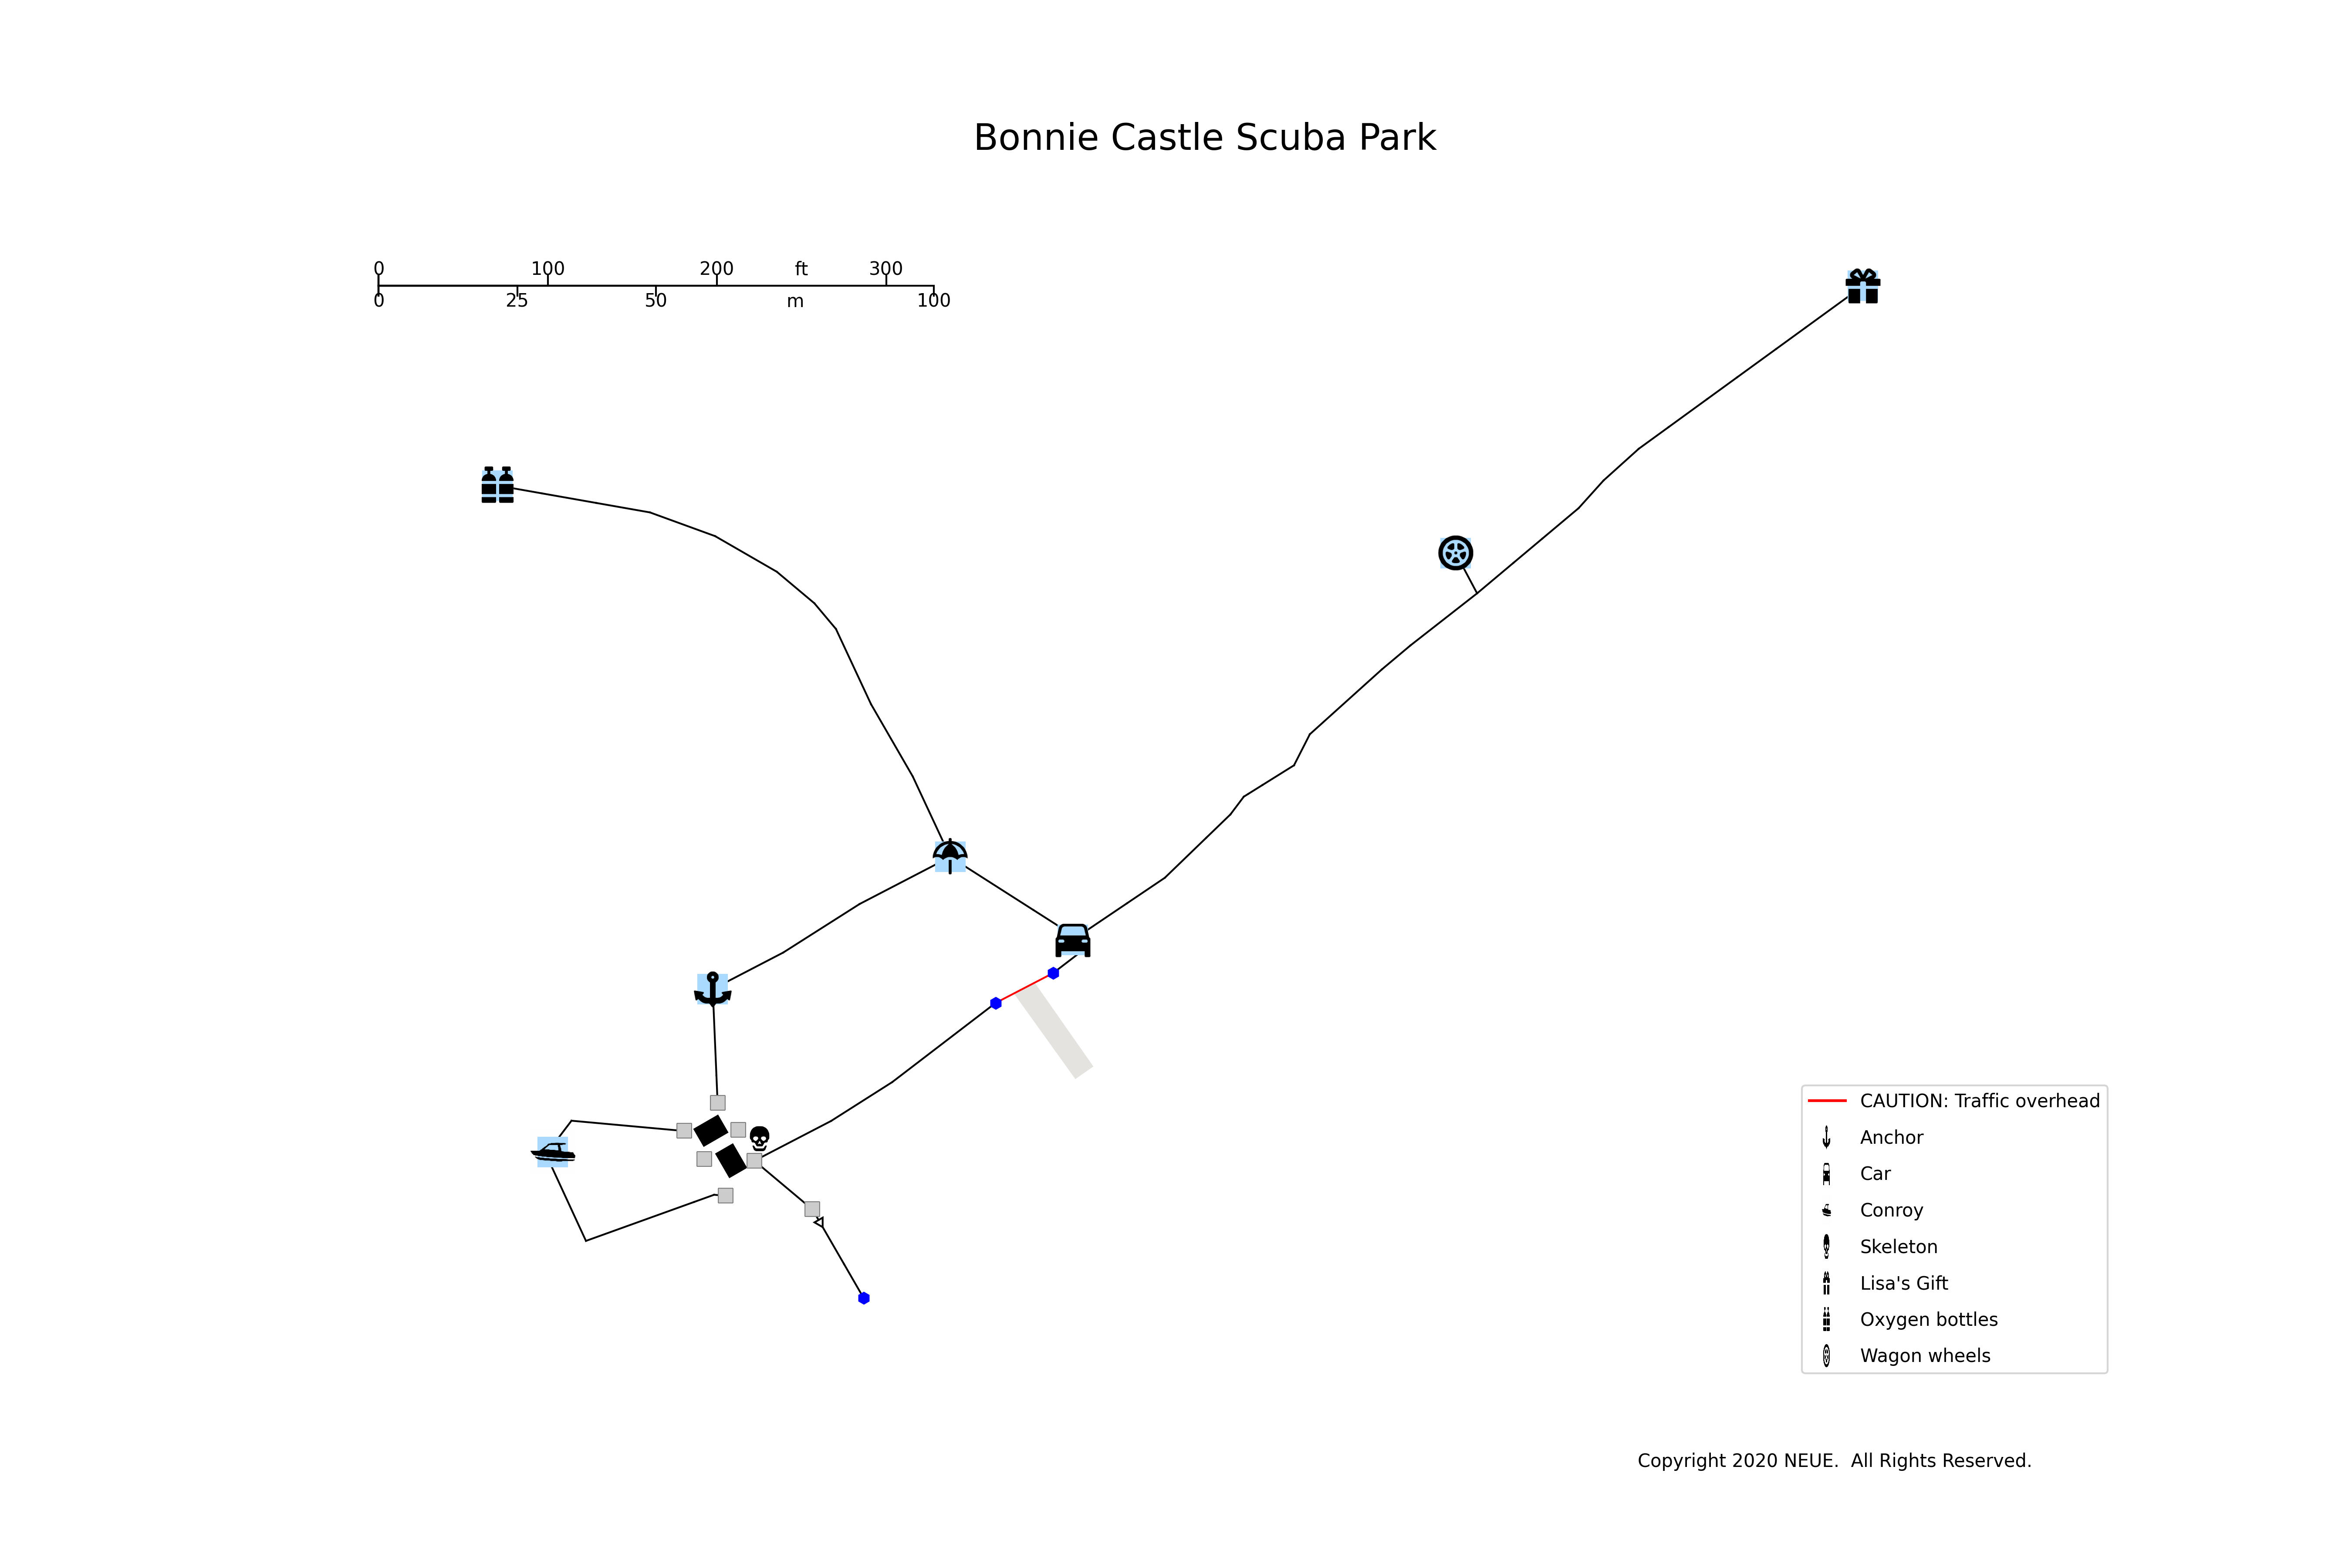 Bonnie Castle Scuba Park
0 100 200 ft 300
0 25 50 m 100
CAUTION: Traffic overhead
Anchor
Car
Conroy
Skeleton
Lisa's Gift
Oxygen bottles
Wagon wheels
Copyright 2020 NEUE.  All Rights Reserved.